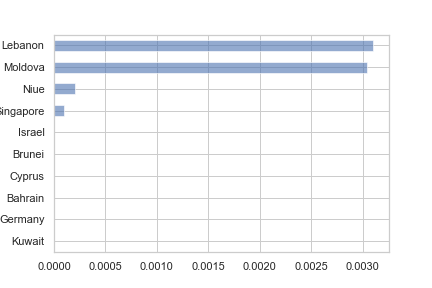 Lebanon
Moldova
Niue
Singapore
Israel
Brunei
Cyprus
Bahrain
Germany
Kuwait
0.0000 0.0005 0.0010 0.0015 0.0020 0.0025 0.0030